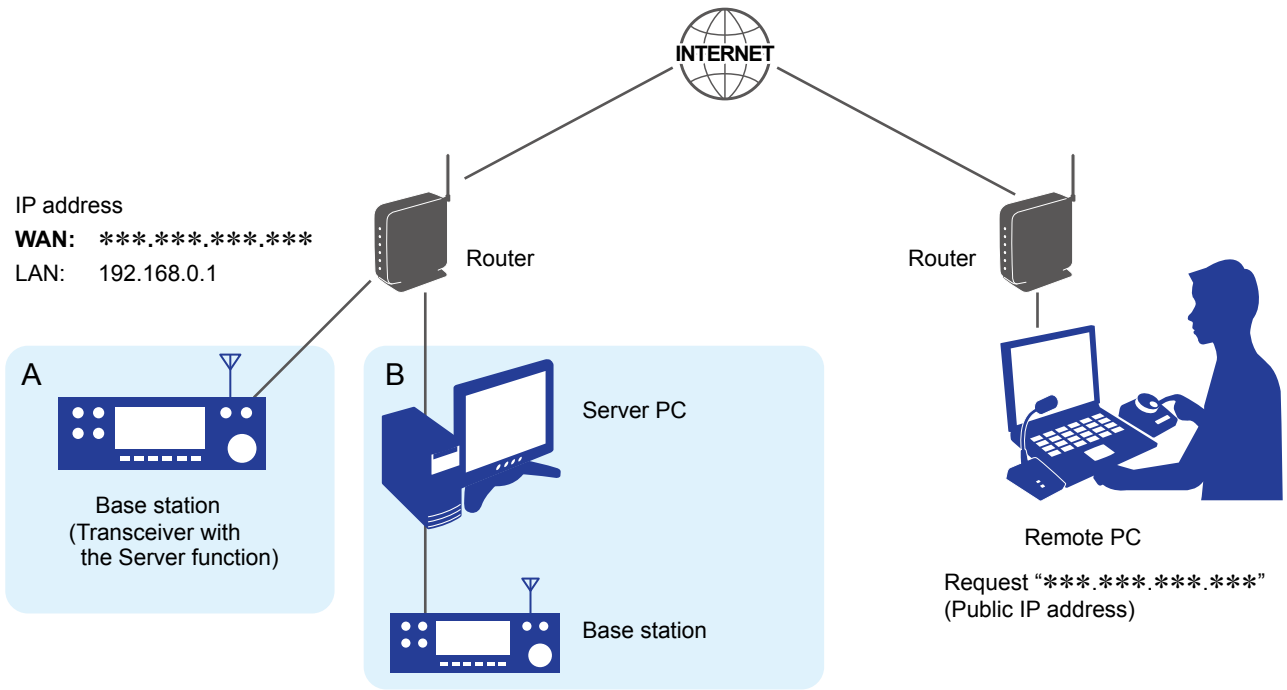 INTERNET
IP address
WAN: ***.***.***.***
LAN: 192.168.0.1
Router
Router
A
Base station
(Transceiver with
the Server function)
B
Server PC
Base station
Remote PC
Request “***.***.***.***”
(Public IP address)